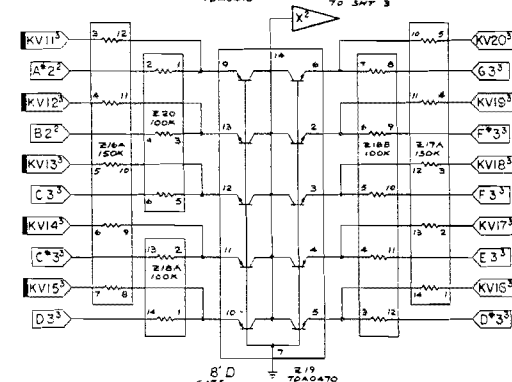 TO SHT 3
X²
KV11³ 3 12 10 5 KV20³
14
A#2² 2 1 9 6 7 8 G3³
KV12³ 4 11 11 4 KV19³
Z20
100K
B2² 4 3 13 2 6 9 F#3³
Z16A
150K
Z18B
100K
Z17A
150K
KV13³ 5 10 12 3 KV18³
C3³ 6 5 12 3 5 10 F3³
KV14³ 6 9 13 2 KV17³
C#3³ 13 2 11 4 4 11 E3³
Z18A
100K
KV15³ 7 8 14 1 KV16³
D3³ 14 1 10 5 3 12 D#3³
7
8' D
Z19
TDA0470